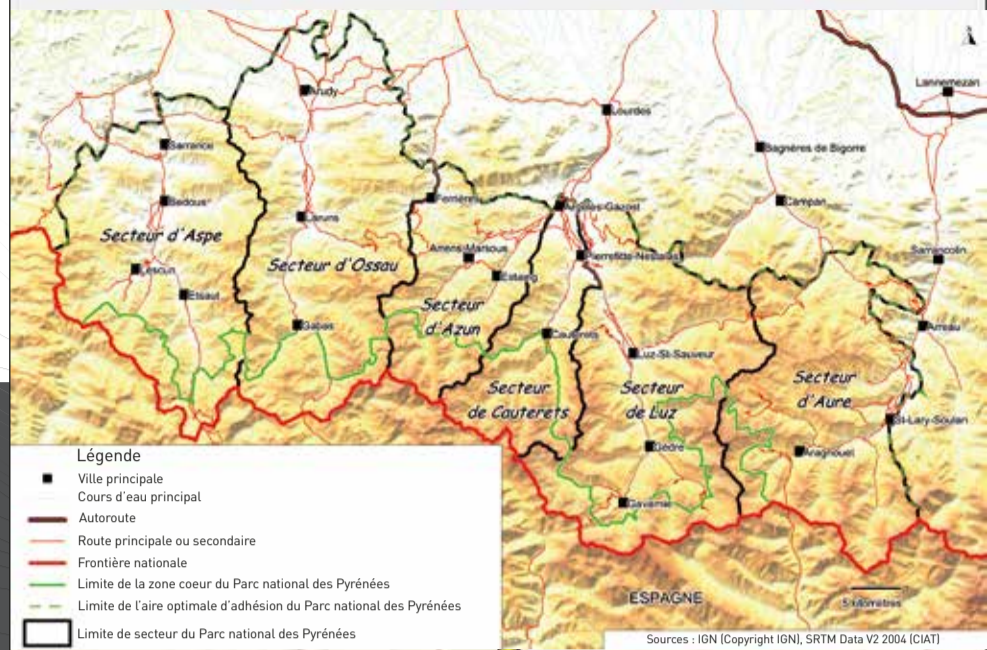 Lannemezan
Arudy
Lourdes
Sarrance
Bagnères de Bigorre
Bedous
Ferrières
Argelès-Gazost
Campan
Laruns
Secteur d'Aspe
Arrens-Marsous
Pierrefitte-Nestalas
Sarrancolin
Secteur d'Ossau
Lescun
Estaing
Etsaut
Secteur
d'Azun
Gabas
Cauterets
Arreau
Luz-St-Sauveur
Secteur
de Cauterets
Secteur
de Luz
Secteur
d'Aure
St-Lary-Soulan
Gèdre
Aragnouet
Gavarnie
ESPAGNE
5 kilomètres
Légende
Ville principale
Cours d'eau principal
Autoroute
Route principale ou secondaire
Frontière nationale
Limite de la zone coeur du Parc national des Pyrénées
Limite de l'aire optimale d'adhésion du Parc national des Pyrénées
Limite de secteur du Parc national des Pyrénées
Sources : IGN (Copyright IGN), SRTM Data V2 2004 (CIAT)